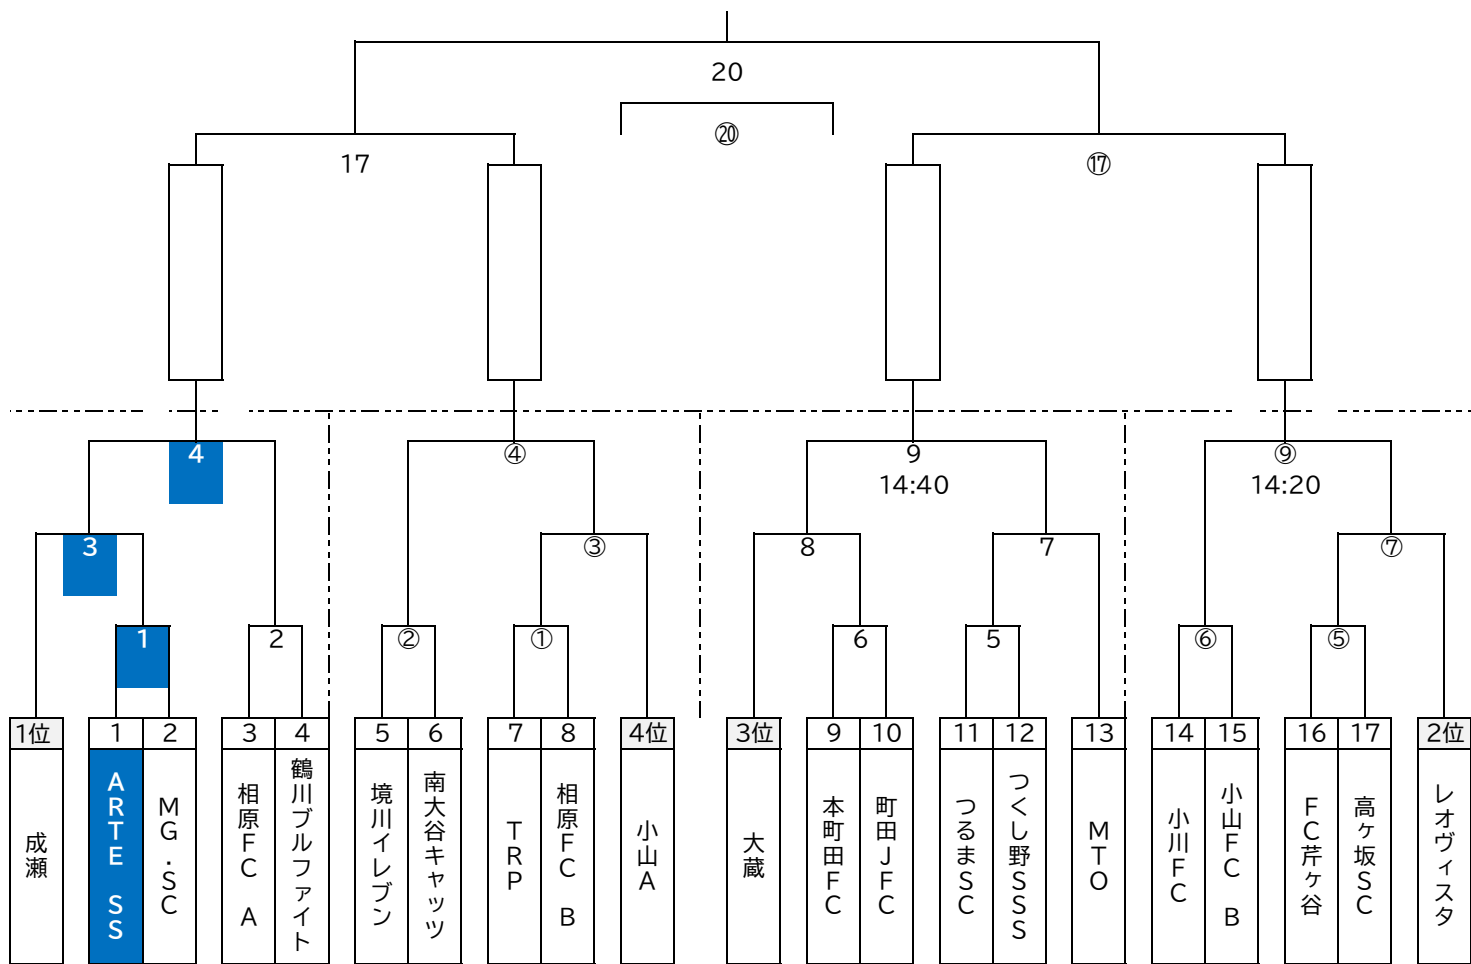 20
⑳
17
⑰
4
④
9
14:40
⑨
14:20
3
③
8
7
⑦
1
2
②
①
6
5
⑥
⑤
1位
1
2
3
4
5
6
7
8
4位
3位
9
10
11
12
13
14
15
16
17
2位
成瀬
ARTE SS
MG.SC
相原FC A
鶴川ブルファイト
境川イレブン
南大谷キャッツ
TRP
相原FC B
小山A
大蔵
本町田FC
町田JFC
つるまSC
つくし野SSS
MTO
小川FC
小山FC B
FC芹ヶ谷
高ヶ坂SC
レオヴィスタ